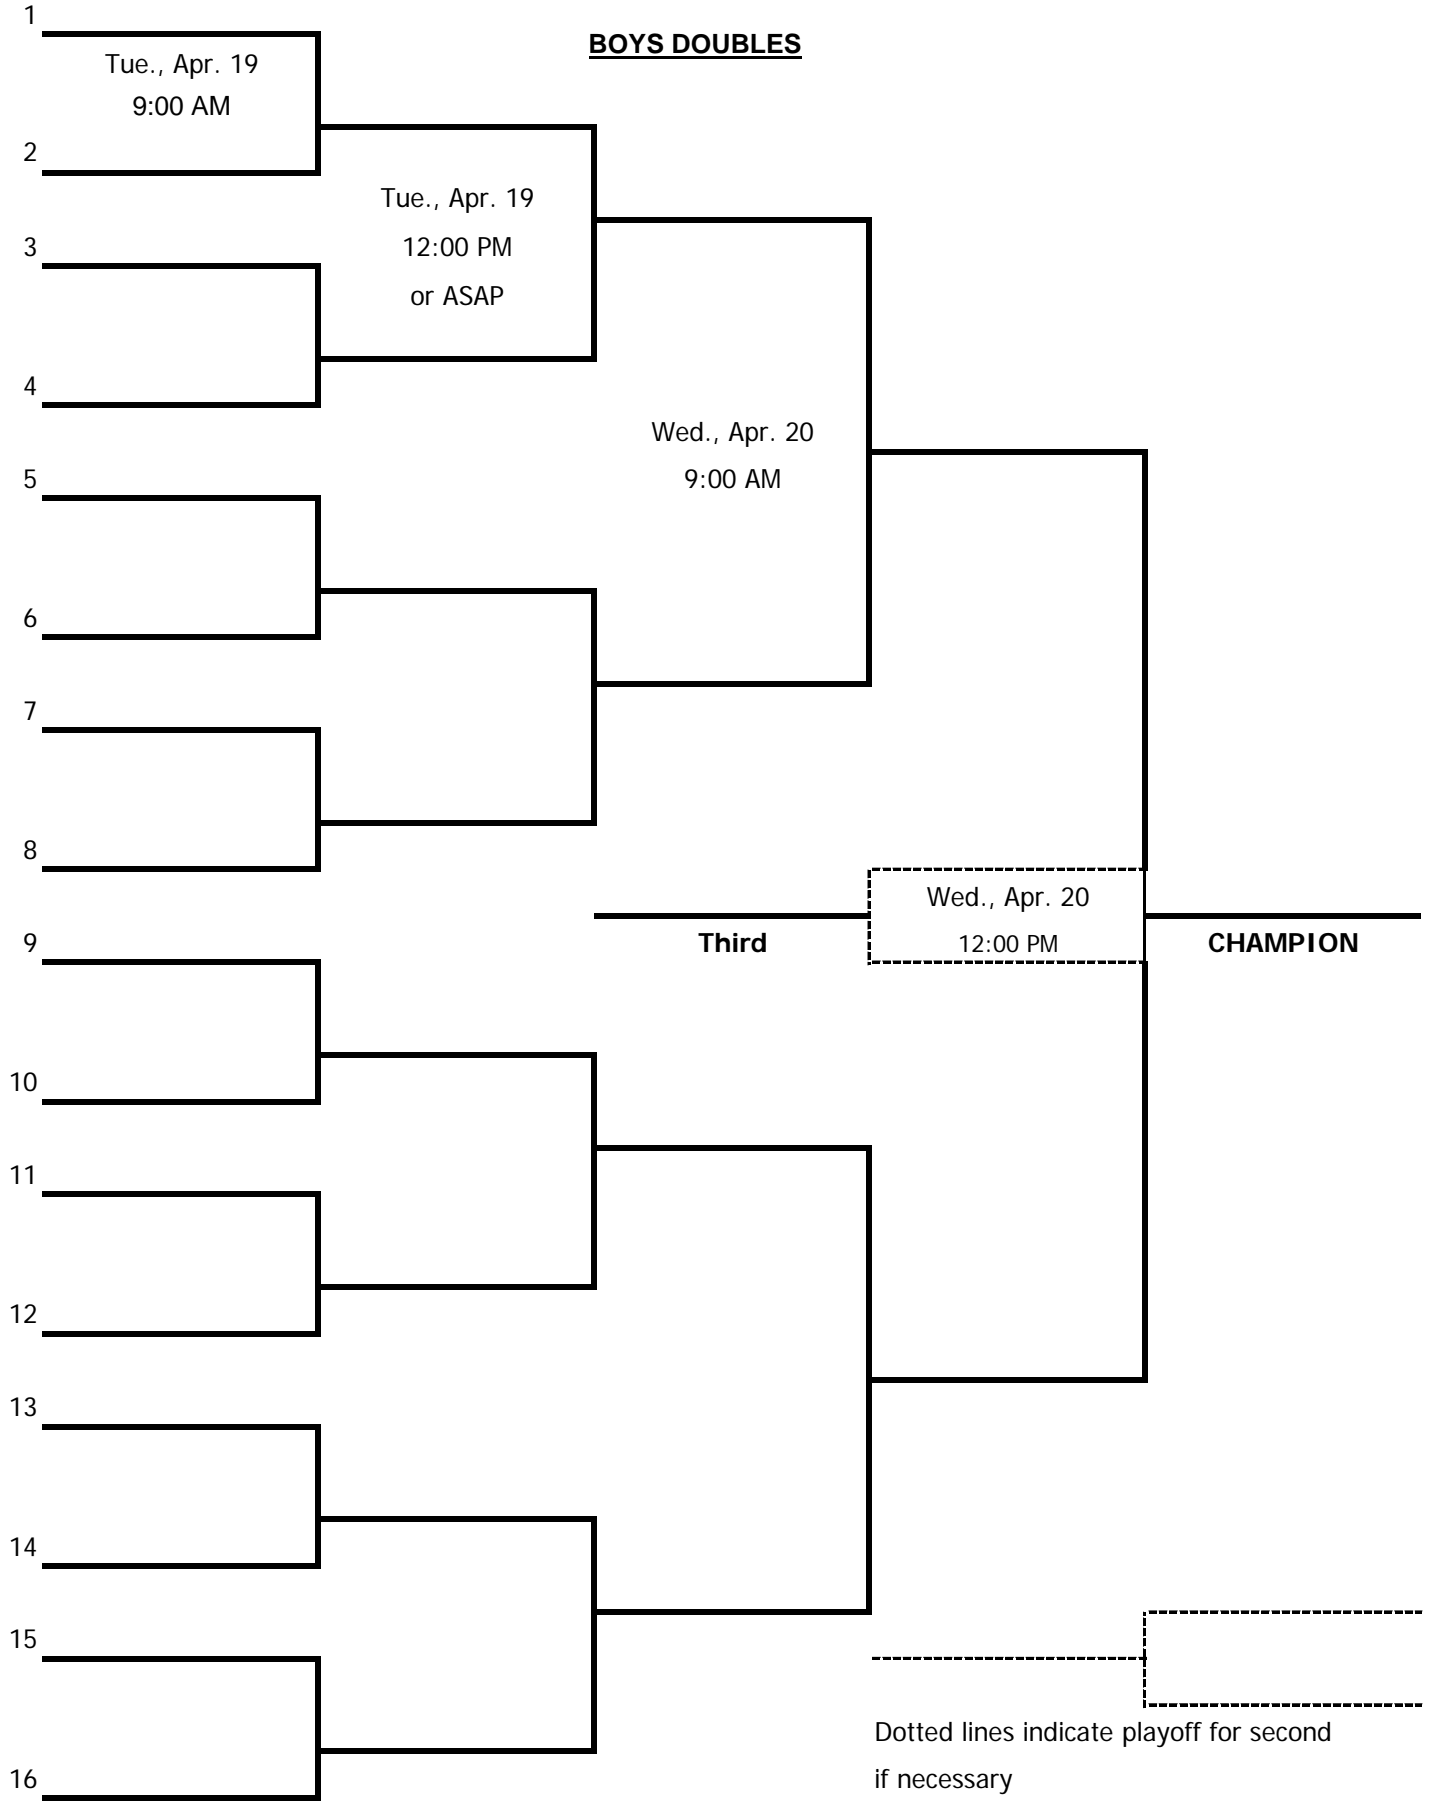 BOYS DOUBLES
1
Tue., Apr. 19
9:00 AM
2
Tue., Apr. 19
12:00 PM
or ASAP
3
4
Wed., Apr. 20
9:00 AM
5
6
7
8
Wed., Apr. 20
12:00 PM
Third
CHAMPION
9
10
11
12
13
14
15
16
Dotted lines indicate playoff for second
if necessary